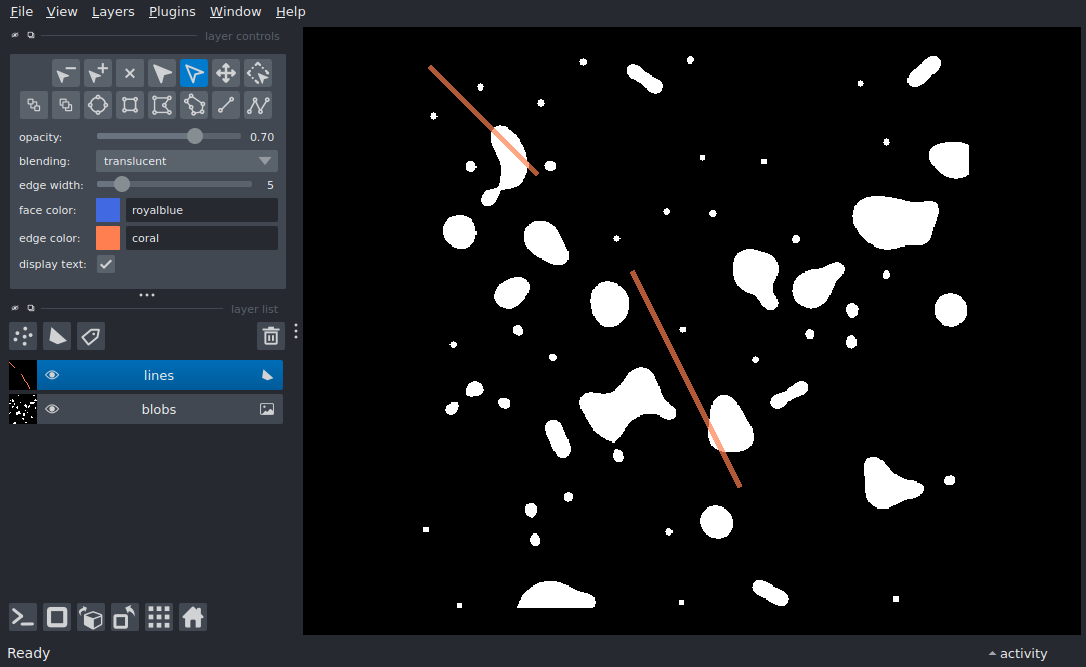 File View Layers Plugins Window Help
layer controls
opacity: 0.70
blending: translucent
edge width: 5
face color: royalblue
edge color: coral
display text:
layer list
lines
blobs
Ready activity